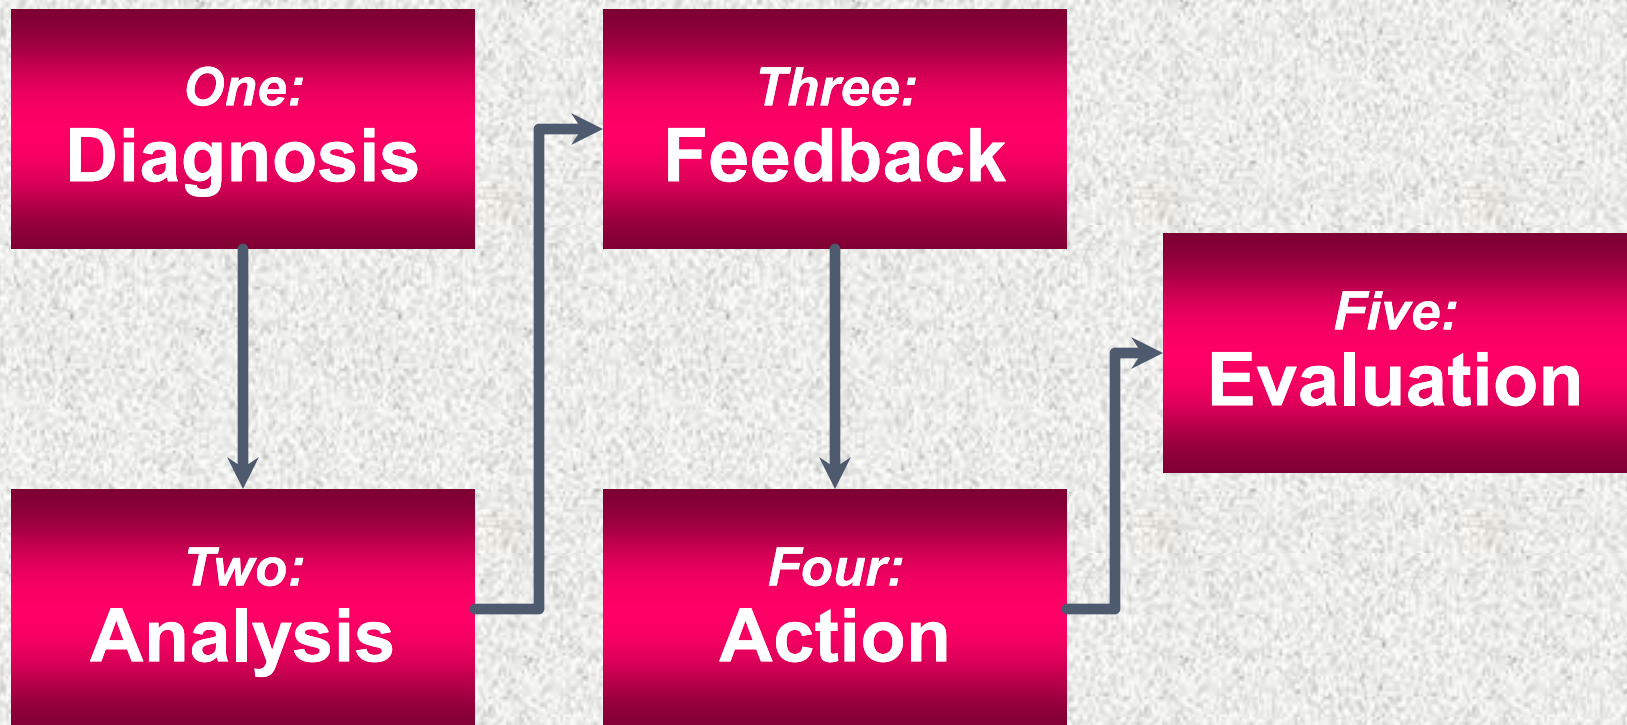 One:
Diagnosis
Two:
Analysis
Three:
Feedback
Four:
Action
Five:
Evaluation